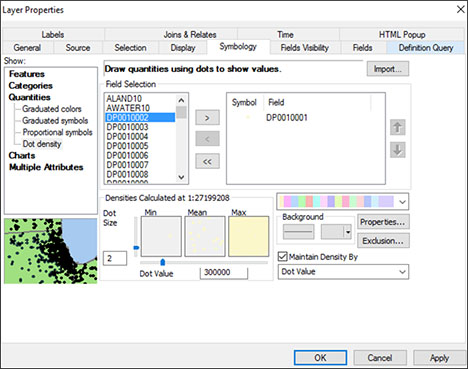 Layer Properties
Labels Joins & Relates Time HTML Popup
General Source Selection Display Symbology Fields Visibility Fields Definition Query
Show:
Features
Categories
Quantities
Graduated colors
Graduated symbols
Proportional symbols
Dot density
Charts
Multiple Attributes
Draw quantities using dots to show values.
Import...
Field Selection
ALAND10
AWATER10
DP0010002
DP0010003
DP0010004
DP0010005
DP0010006
DP0010007
DP0010008
>
<
<<
Symbol Field
DP0010001
Densities Calculated at 1:27199208
Dot Size
Min Mean Max
2
Dot Value 300000
Background
Properties...
Exclusion...
Maintain Density By
Dot Value
OK Cancel Apply